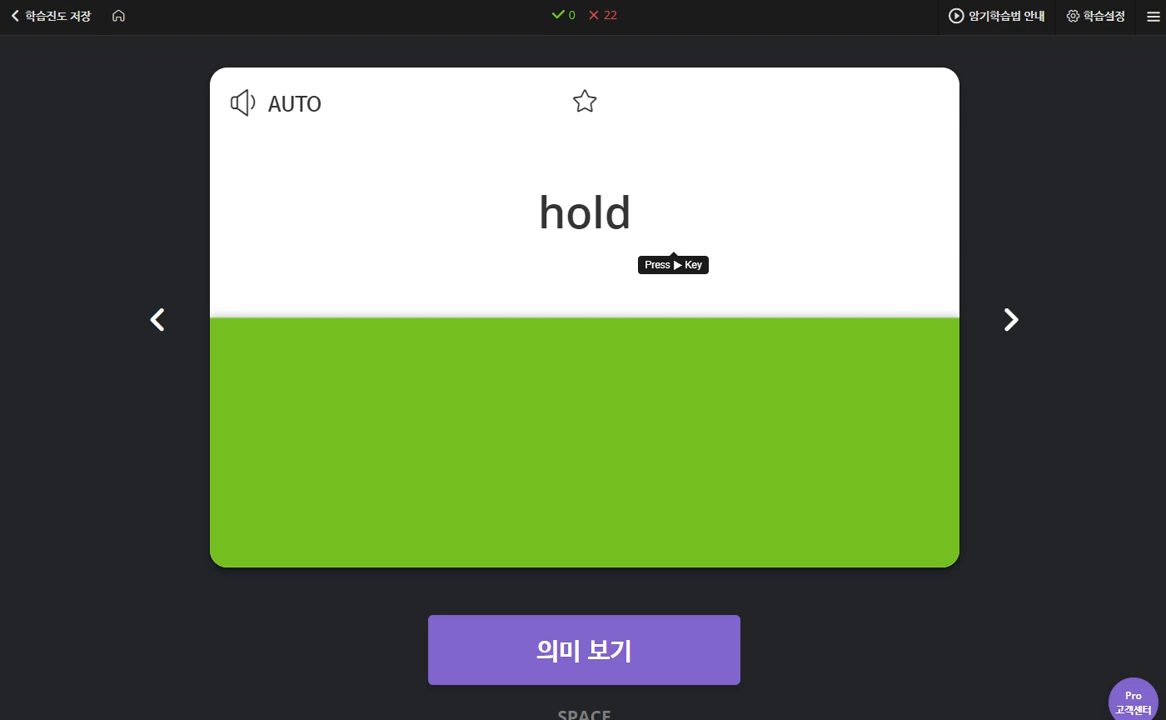 학습진도 저장
0 22
암기학습법 안내
학습설정
AUTO
hold
Press ▶ Key
의미 보기
SPACE
Pro
고객센터